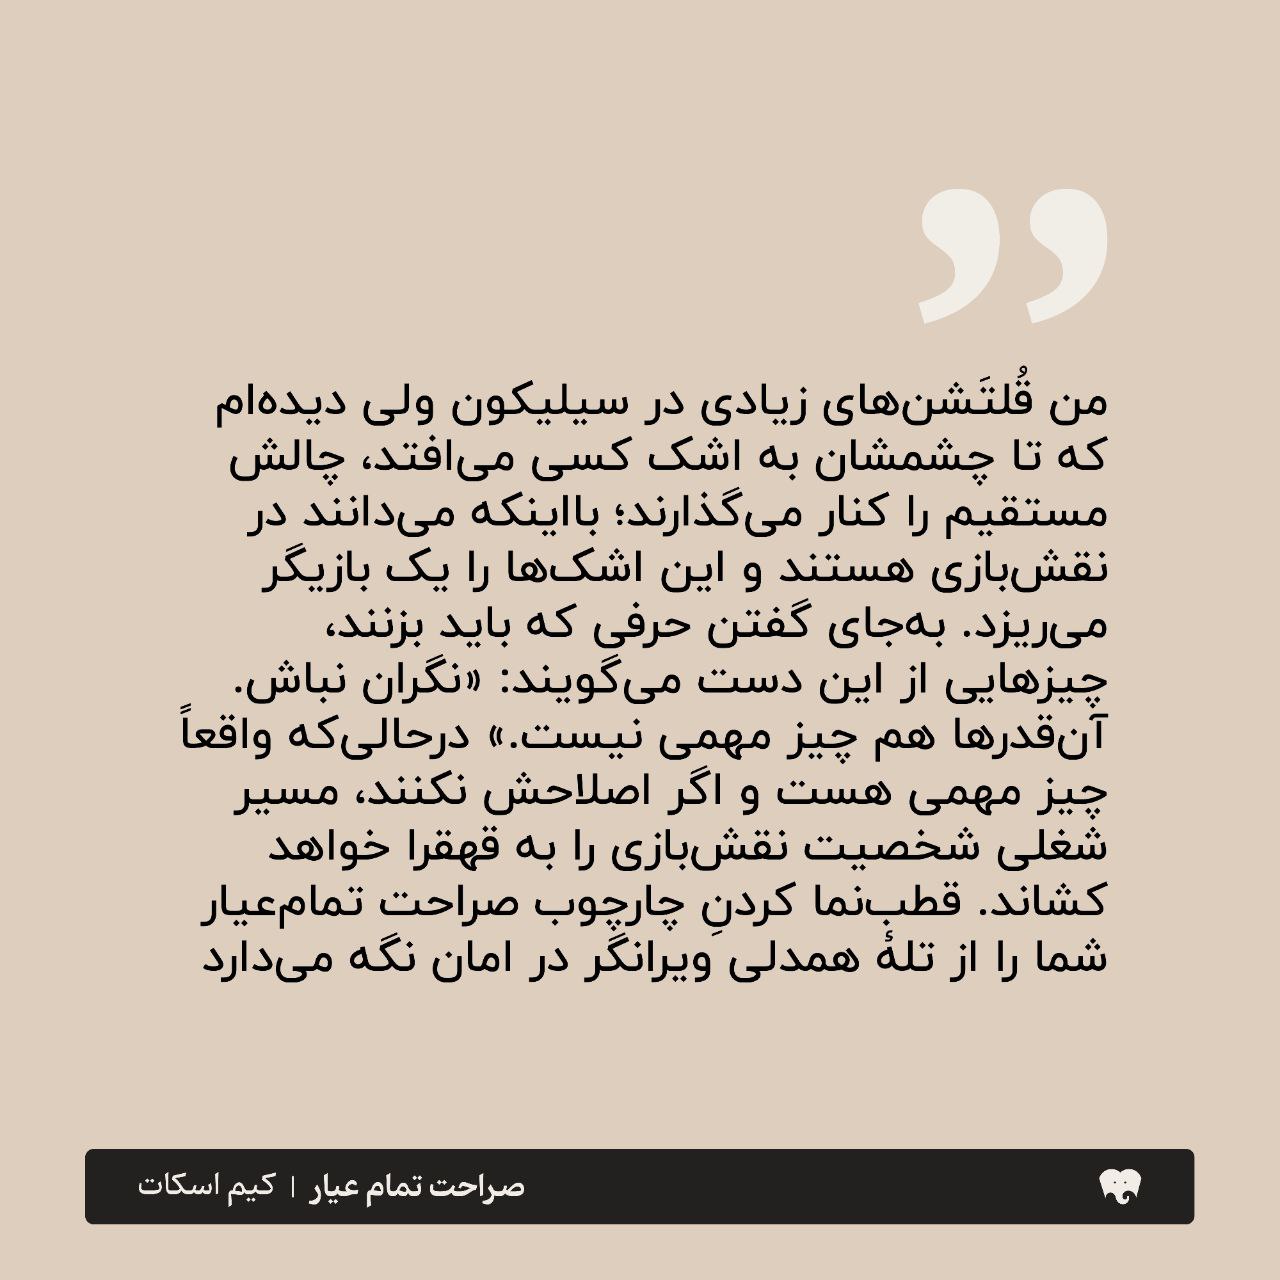 ”
من قُلتَشن‌های زیادی در سیلیکون ولی دیده‌ام
که تا چشمشان به اشک کسی می‌افتد، چالش
مستقیم را کنار می‌گذارند؛ بااینکه می‌دانند در
نقش‌بازی هستند و این اشک‌ها را یک بازیگر
می‌ریزد. به‌جای گفتن حرفی که باید بزنند،
چیزهایی از این دست می‌گویند: «نگران نباش.
آن‌قدرها هم چیز مهمی نیست.» درحالی‌که واقعاً
چیز مهمی هست و اگر اصلاحش نکنند، مسیر
شغلی شخصیت نقش‌بازی را به قهقرا خواهد
کشاند. قطب‌نما کردنِ چارچوب صراحت تمام‌عیار
شما را از تلهٔ همدلی ویرانگر در امان نگه می‌دارد
صراحت تمام عیار | کیم اسکات